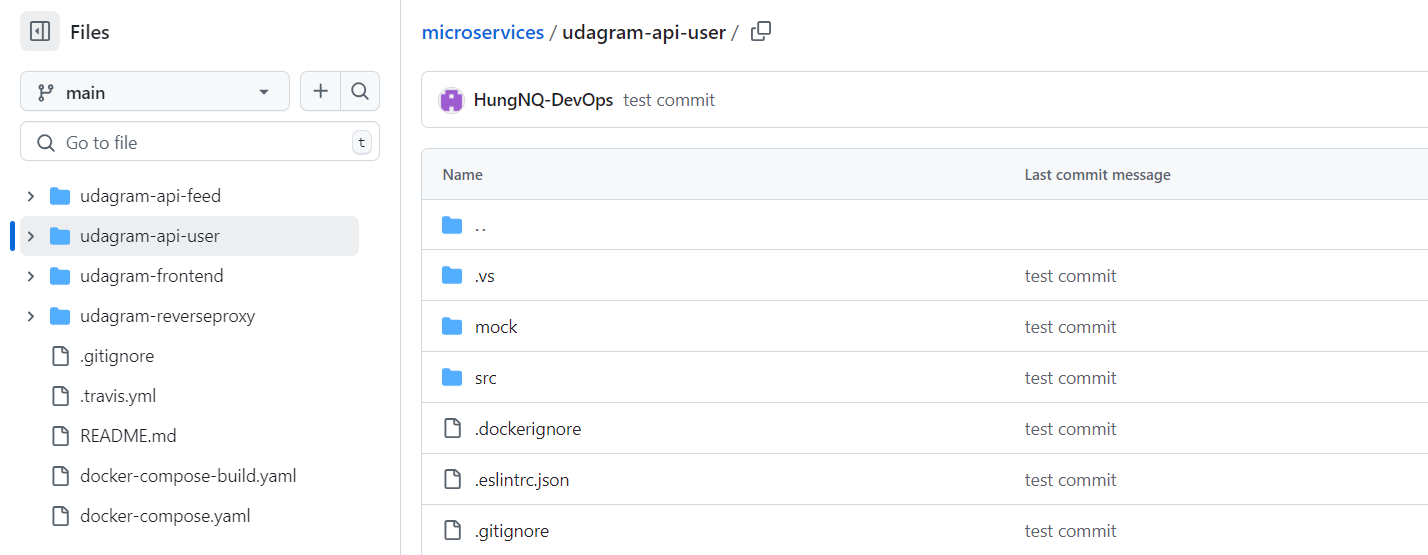 Files
main
Go to file
t
udagram-api-feed
udagram-api-user
udagram-frontend
udagram-reverseproxy
.gitignore
.travis.yml
README.md
docker-compose-build.yaml
docker-compose.yaml
microservices / udagram-api-user /
HungNQ-DevOps test commit
Name Last commit message
..
.vs test commit
mock test commit
src test commit
.dockerignore test commit
.eslintrc.json test commit
.gitignore test commit